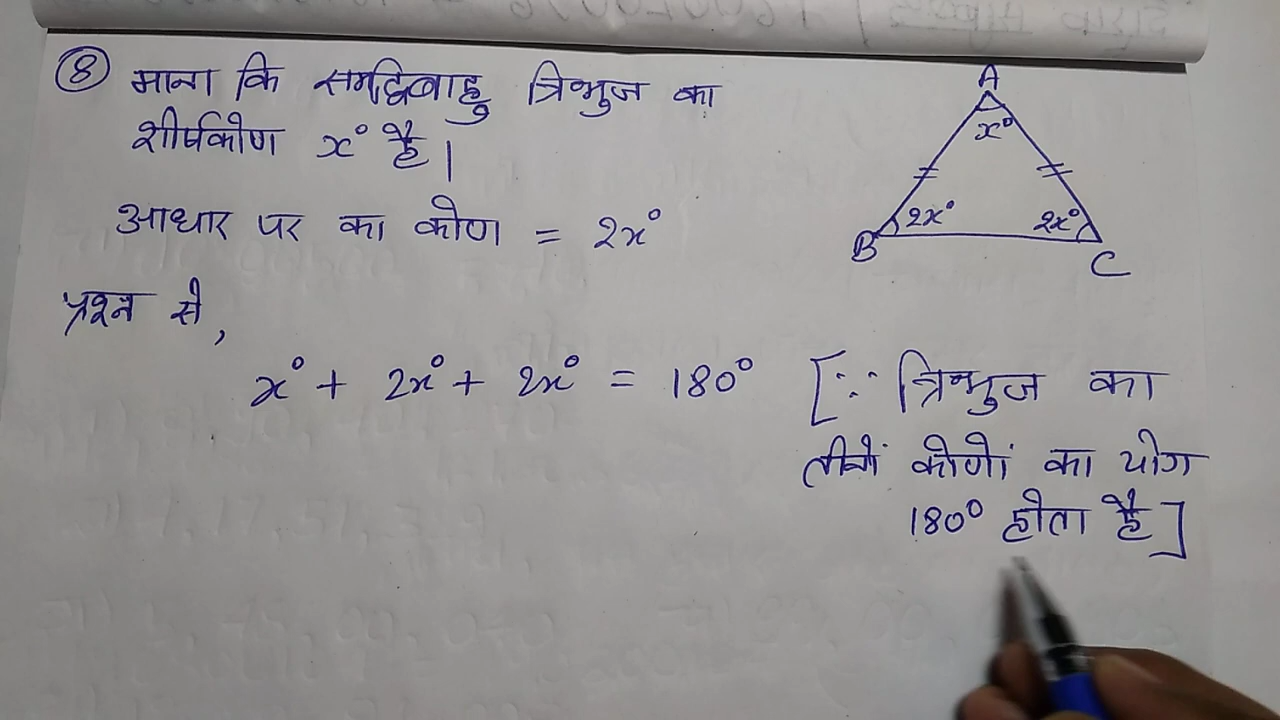 ⑧ माना कि समद्विबाहु त्रिभुज का
शीर्षकोण x° है।
आधार पर का कोण = 2x°
प्रश्न से,
x° + 2x° + 2x° = 180° [∵ त्रिभुज का
तीनों कोणों का योग
180° होता है]
A
x°
2x° 2x°
B
C